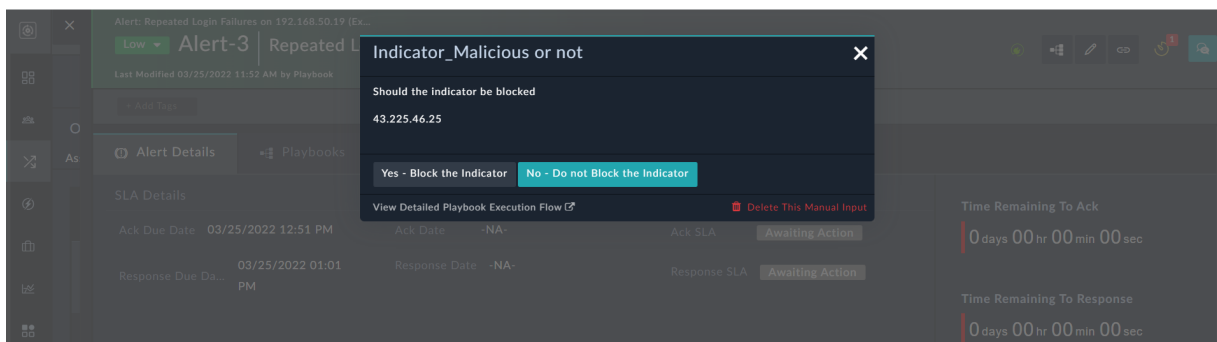 Alert: Repeated Login Failures on 192.168.50.19 (Ex...
Low Alert-3 Repeated L
Last Modified 03/25/2022 11:52 AM by Playbook
1
+ Add Tags
O
As
Alert Details Playbooks
Indicator_Malicious or not
Should the indicator be blocked
43.225.46.25
Yes - Block the Indicator No - Do not Block the Indicator
View Detailed Playbook Execution Flow Delete This Manual Input
SLA Details
Ack Due Date 03/25/2022 12:51 PM Ack Date -NA- Ack SLA Awaiting Action
Response Due Da... 03/25/2022 01:01 PM Response Date -NA- Response SLA Awaiting Action
Time Remaining To Ack
0 days 00 hr 00 min 00 sec
Time Remaining To Response
0 days 00 hr 00 min 00 sec